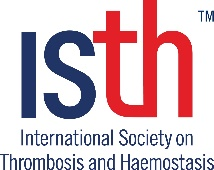 isth™
International Society on
Thrombosis and Haemostasis